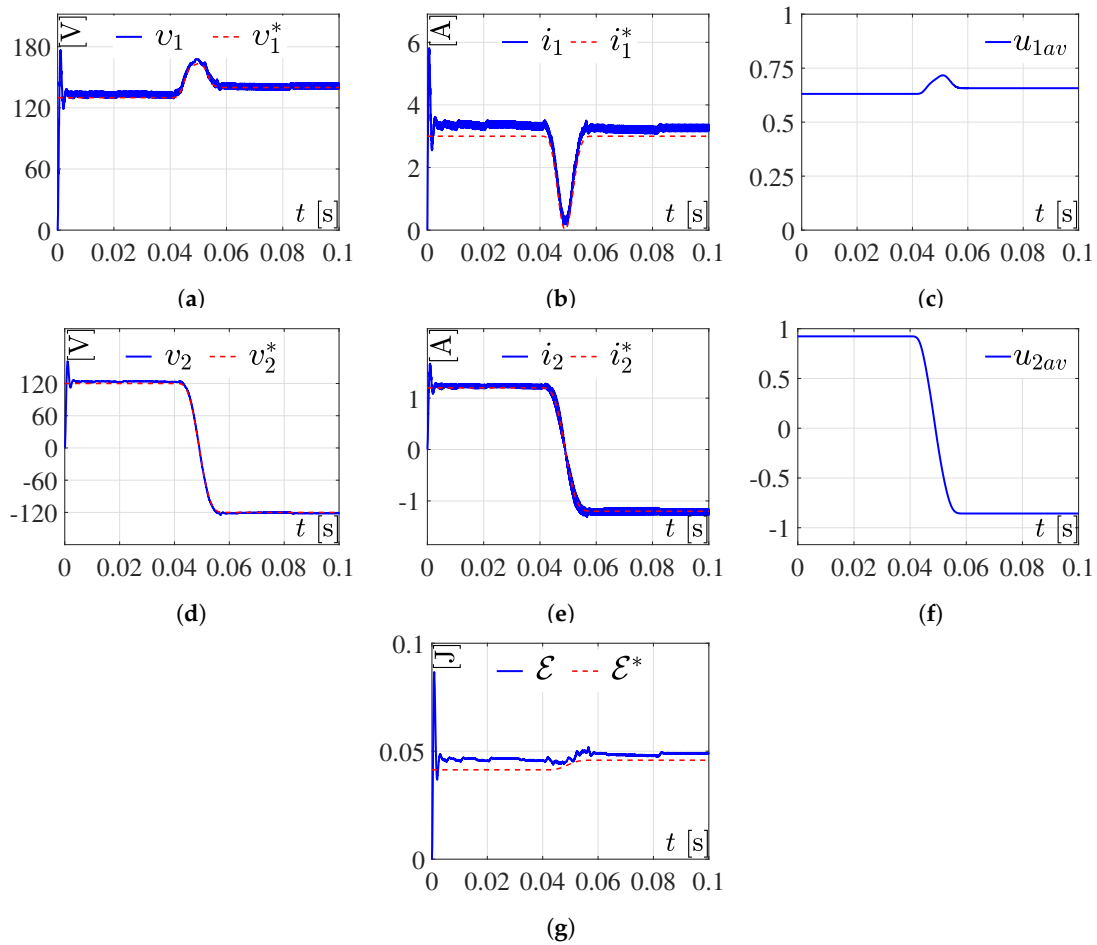 [V] v₁ v₁*
180
120
60
0
0 0.02 0.04 0.06 0.08 0.1
t [s]
(a)
[A] i₁ i₁*
6
4
2
0
0 0.02 0.04 0.06 0.08 0.1
t [s]
(b)
u₁ₐᵥ
1
0.75
0.5
0.25
0
0 0.02 0.04 0.06 0.08 0.1
t [s]
(c)
[V] v₂ v₂*
120
60
0
-60
-120
0 0.02 0.04 0.06 0.08 0.1
t [s]
(d)
[A] i₂ i₂*
1
0
-1
0 0.02 0.04 0.06 0.08 0.1
t [s]
(e)
u₂ₐᵥ
1
0.5
0
-0.5
-1
0 0.02 0.04 0.06 0.08 0.1
t [s]
(f)
[J] ℰ ℰ*
0.1
0.05
0
0 0.02 0.04 0.06 0.08 0.1
t [s]
(g)